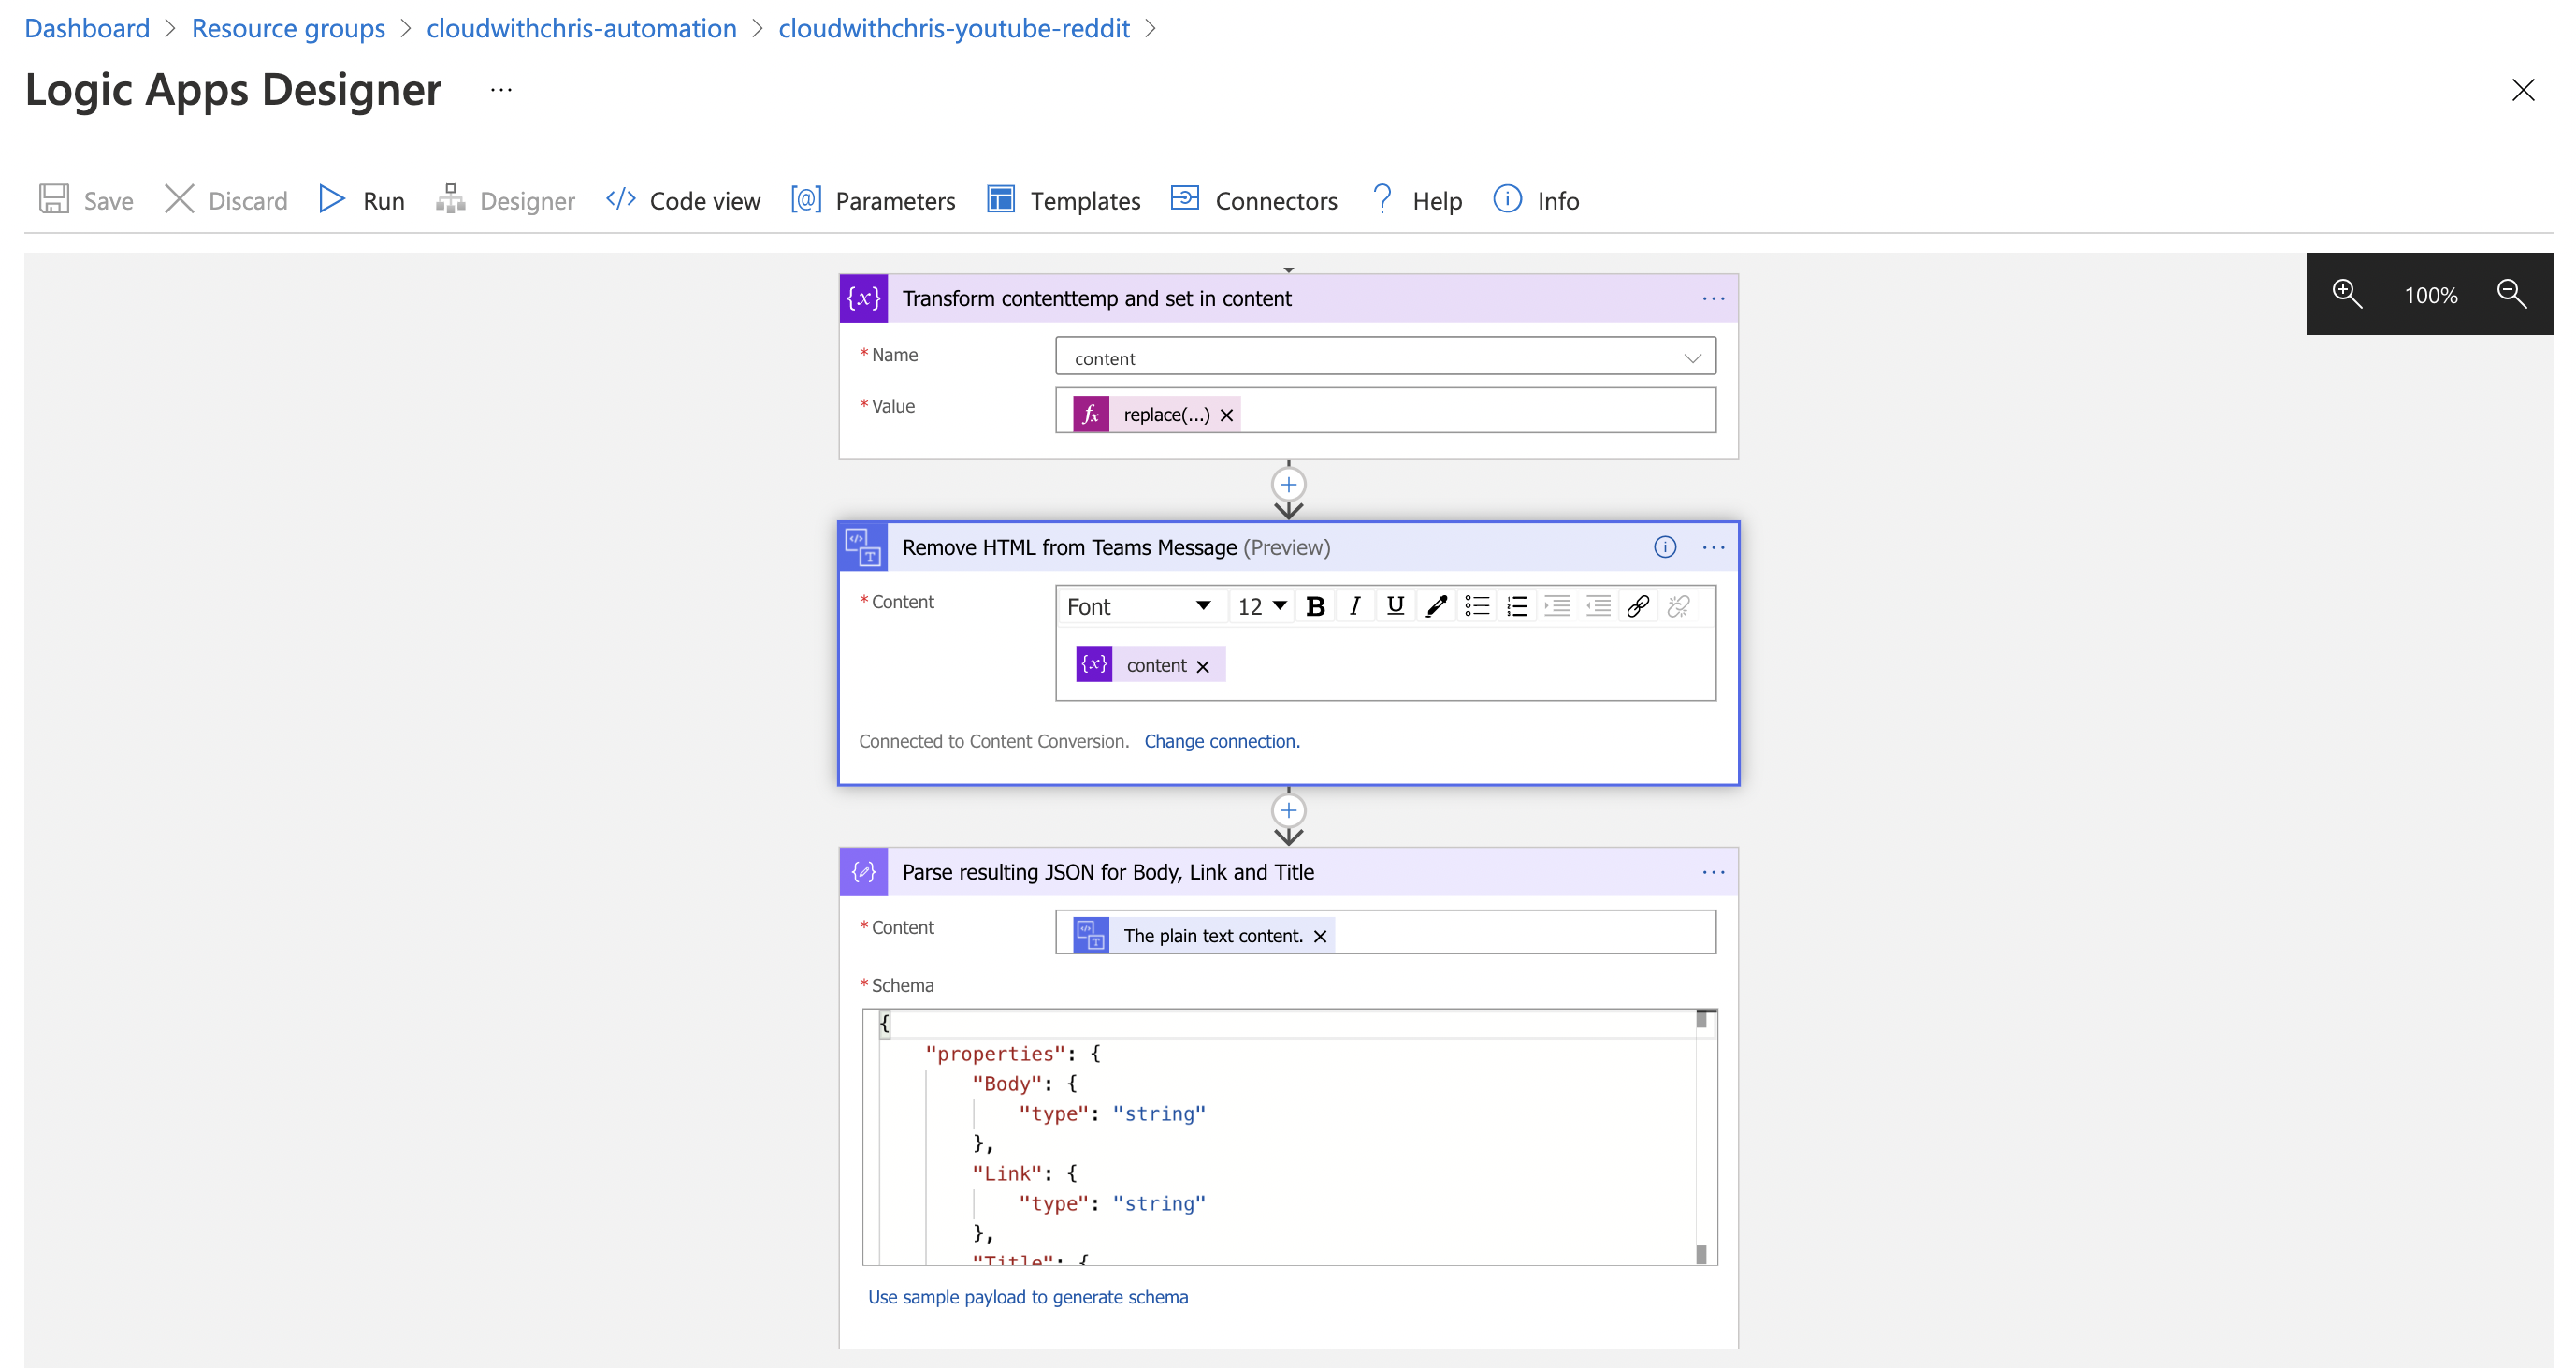 Dashboard > Resource groups > cloudwithchris-automation > cloudwithchris-youtube-reddit >
Logic Apps Designer ...
Save Discard Run Designer </> Code view [@] Parameters Templates Connectors ? Help Info
100%
{x} Transform contenttemp and set in content ...
* Name content
* Value fx replace(...) ×
Remove HTML from Teams Message (Preview) ...
* Content Font 12 B I U
{x} content ×
Connected to Content Conversion. Change connection.
Parse resulting JSON for Body, Link and Title ...
* Content The plain text content. ×
* Schema
{
"properties": {
"Body": {
"type": "string"
},
"Link": {
"type": "string"
},
"Title": {
Use sample payload to generate schema